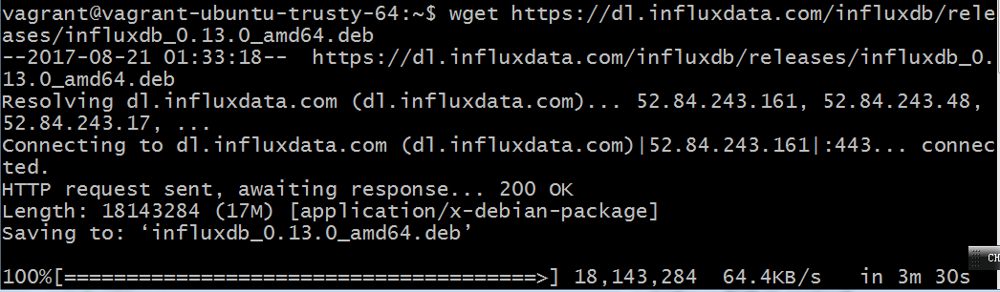 vagrant@vagrant-ubuntu-trusty-64:~$ wget https://dl.influxdata.com/influxdb/rele
ases/influxdb_0.13.0_amd64.deb
--2017-08-21 01:33:18--  https://dl.influxdata.com/influxdb/releases/influxdb_0.
13.0_amd64.deb
Resolving dl.influxdata.com (dl.influxdata.com)... 52.84.243.161, 52.84.243.48,
52.84.243.17, ...
Connecting to dl.influxdata.com (dl.influxdata.com)|52.84.243.161|:443... connec
ted.
HTTP request sent, awaiting response... 200 OK
Length: 18143284 (17M) [application/x-debian-package]
Saving to: ‘influxdb_0.13.0_amd64.deb’
CH
100%[======================================>] 18,143,284  64.4KB/s   in 3m 30s